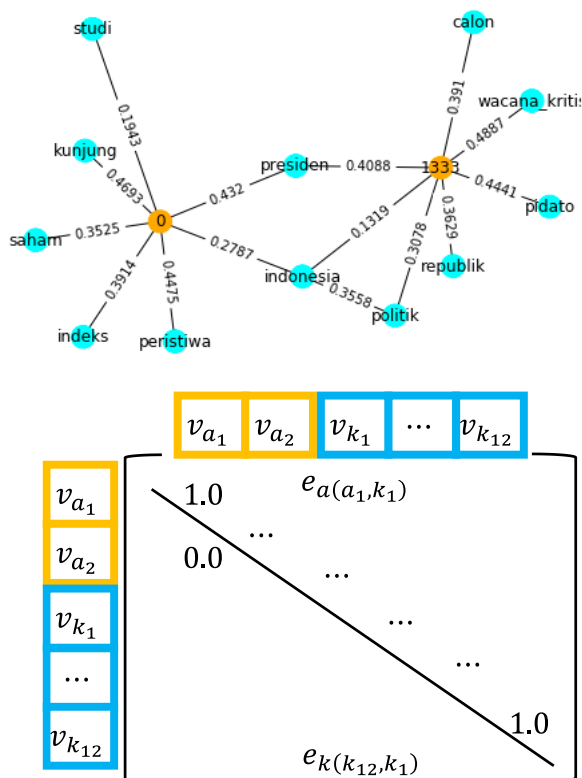 studi
calon
0.1943
0.391
wacana_kritis
0.4887
kunjung
0.4693
presiden
0.4088
1333
0.432
0.4441
pidato
0
0.3525
saham
0.2787
0.1319
0.3078
0.3629
0.3914
0.4475
indonesia
0.3558
republik
politik
indeks
peristiwa
v_{a_1} v_{a_2} v_{k_1} ... v_{k_{12}}
e_{a(a_1,k_1)}
v_{a_1}
1.0
...
v_{a_2}
0.0
...
v_{k_1}
...
...
...
1.0
v_{k_{12}}
e_{k(k_{12},k_1)}